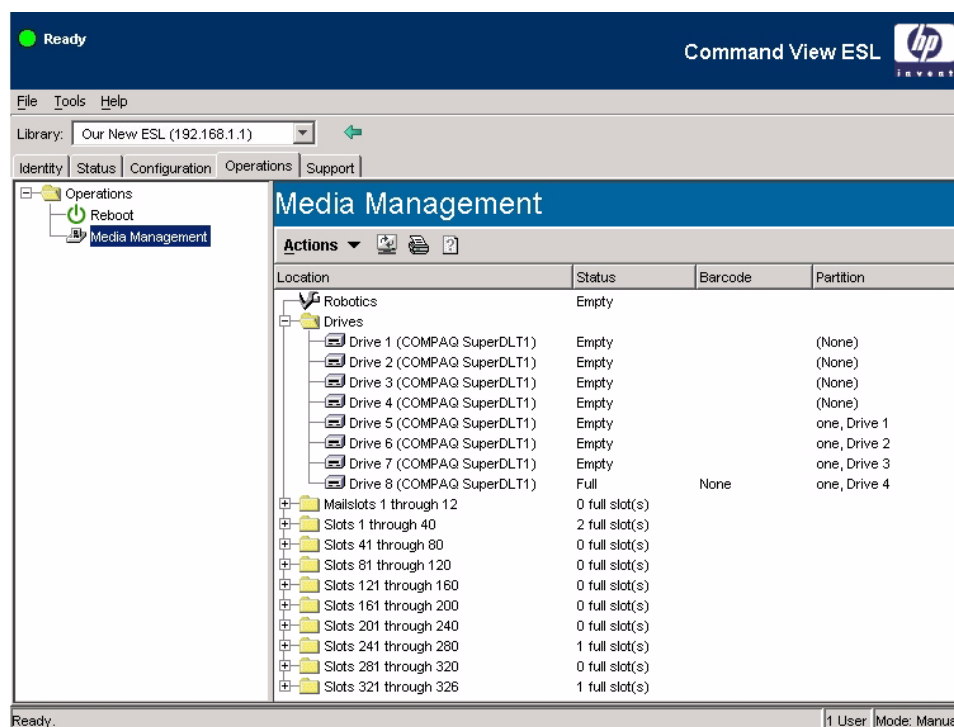 Ready
Command View ESL
hp
invent
File Tools Help
Library: Our New ESL (192.168.1.1)
Identity Status Configuration Operations Support
Operations
Reboot
Media Management
Media Management
Actions
Location Status Barcode Partition
Robotics Empty
Drives
Drive 1 (COMPAQ SuperDLT1) Empty (None)
Drive 2 (COMPAQ SuperDLT1) Empty (None)
Drive 3 (COMPAQ SuperDLT1) Empty (None)
Drive 4 (COMPAQ SuperDLT1) Empty (None)
Drive 5 (COMPAQ SuperDLT1) Empty one, Drive 1
Drive 6 (COMPAQ SuperDLT1) Empty one, Drive 2
Drive 7 (COMPAQ SuperDLT1) Empty one, Drive 3
Drive 8 (COMPAQ SuperDLT1) Full None one, Drive 4
Mailslots 1 through 12 0 full slot(s)
Slots 1 through 40 2 full slot(s)
Slots 41 through 80 0 full slot(s)
Slots 81 through 120 0 full slot(s)
Slots 121 through 160 0 full slot(s)
Slots 161 through 200 0 full slot(s)
Slots 201 through 240 0 full slot(s)
Slots 241 through 280 1 full slot(s)
Slots 281 through 320 0 full slot(s)
Slots 321 through 326 1 full slot(s)
Ready. 1 User Mode: Manua